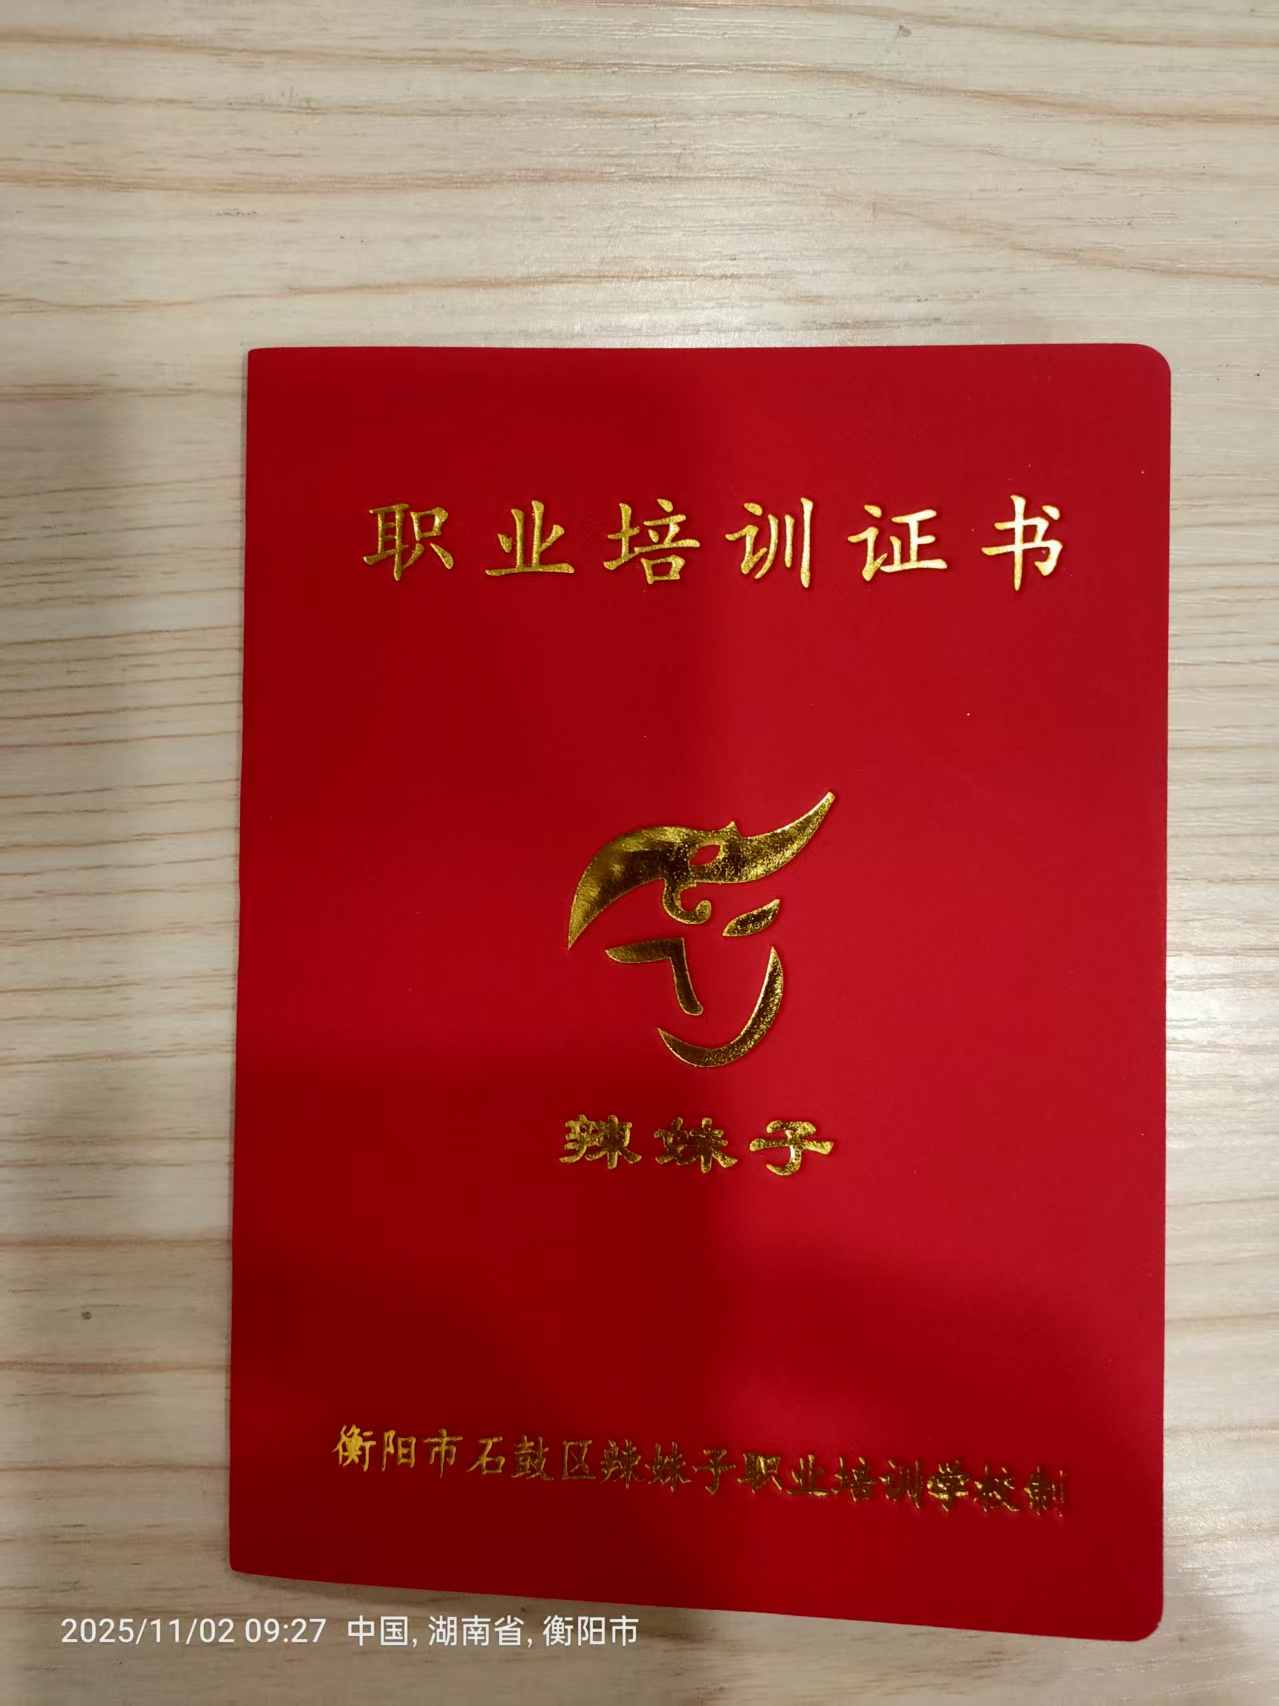 职业培训证书
辣妹子
衡阳市石鼓区辣妹子职业培训学校制
2025/11/02 09:27 中国, 湖南省, 衡阳市